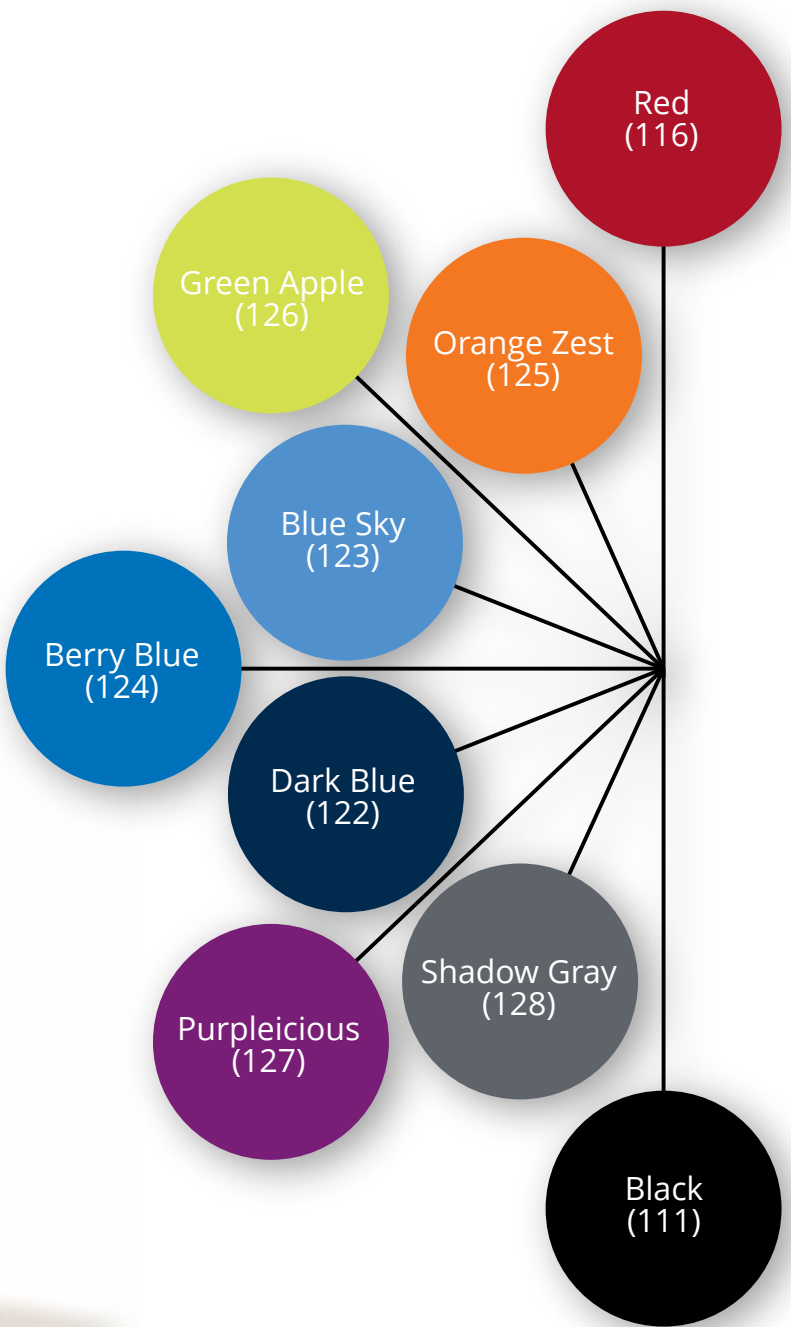 Red
(116)
Green Apple
(126)
Orange Zest
(125)
Blue Sky
(123)
Berry Blue
(124)
Dark Blue
(122)
Shadow Gray
(128)
Purpleicious
(127)
Black
(111)